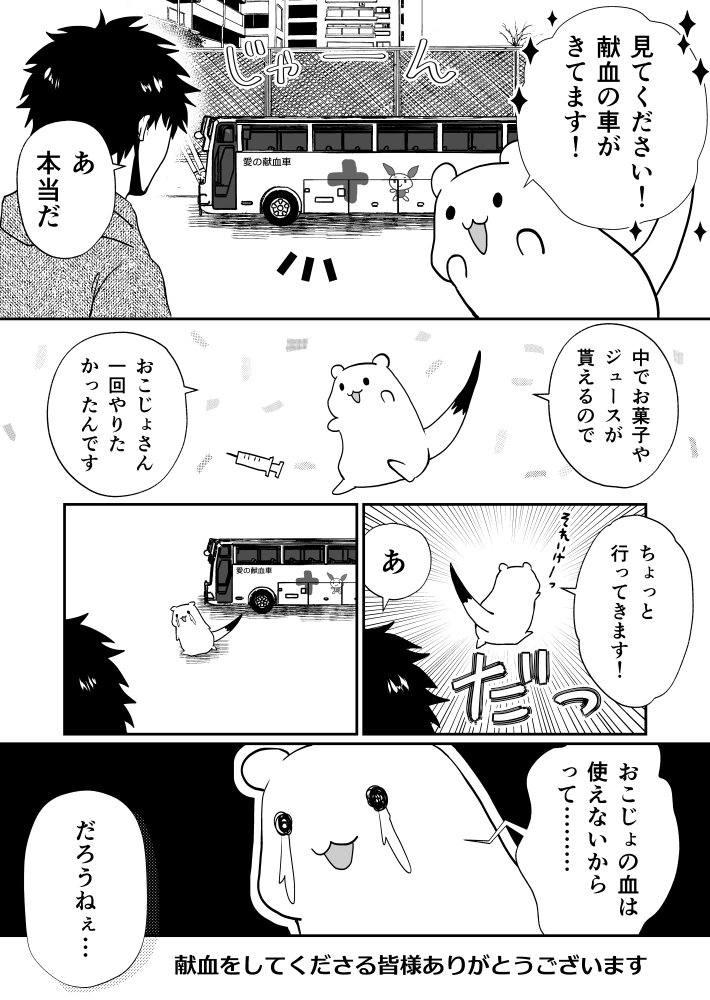 見てください!
献血の車が
きてます!
じゃーん
愛の献血車
あ
本当だ
中でお菓子や
ジュースが
貰えるので
おこじょさん
一回やりた
かったんです
ちょっと
行ってきます!
それいけーっ
あ
だっ
愛の献血車
おこじょの血は
使えないから
って………
だろうねぇ…
献血をしてくださる皆様ありがとうございます